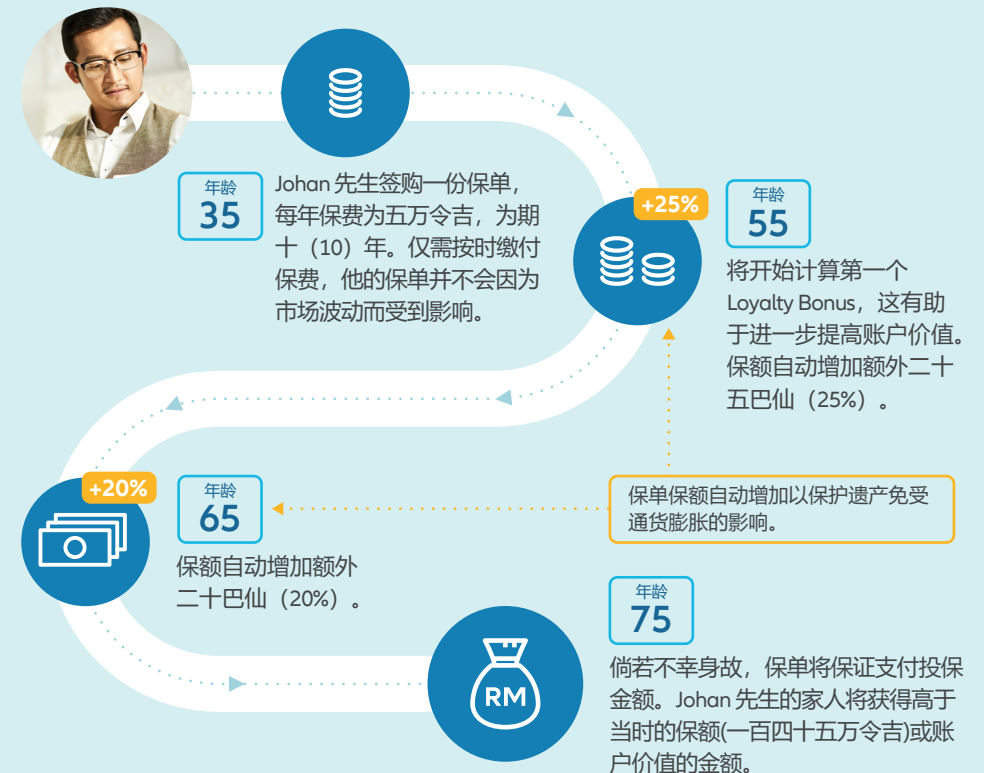 年龄
35
Johan 先生签购一份保单，
每年保费为五万令吉，为期
十（10）年。仅需按时缴付
保费，他的保单并不会因为
市场波动而受到影响。
+25%
年龄
55
将开始计算第一个
Loyalty Bonus，这有助
于进一步提高账户价值。
保额自动增加额外二十
五巴仙（25%）。
+20%
年龄
65
保额自动增加额外
二十巴仙（20%）。
保单保额自动增加以保护遗产免受
通货膨胀的影响。
RM
年龄
75
倘若不幸身故，保单将保证支付投保
金额。Johan 先生的家人将获得高于
当时的保额(一百四十五万令吉)或账
户价值的金额。